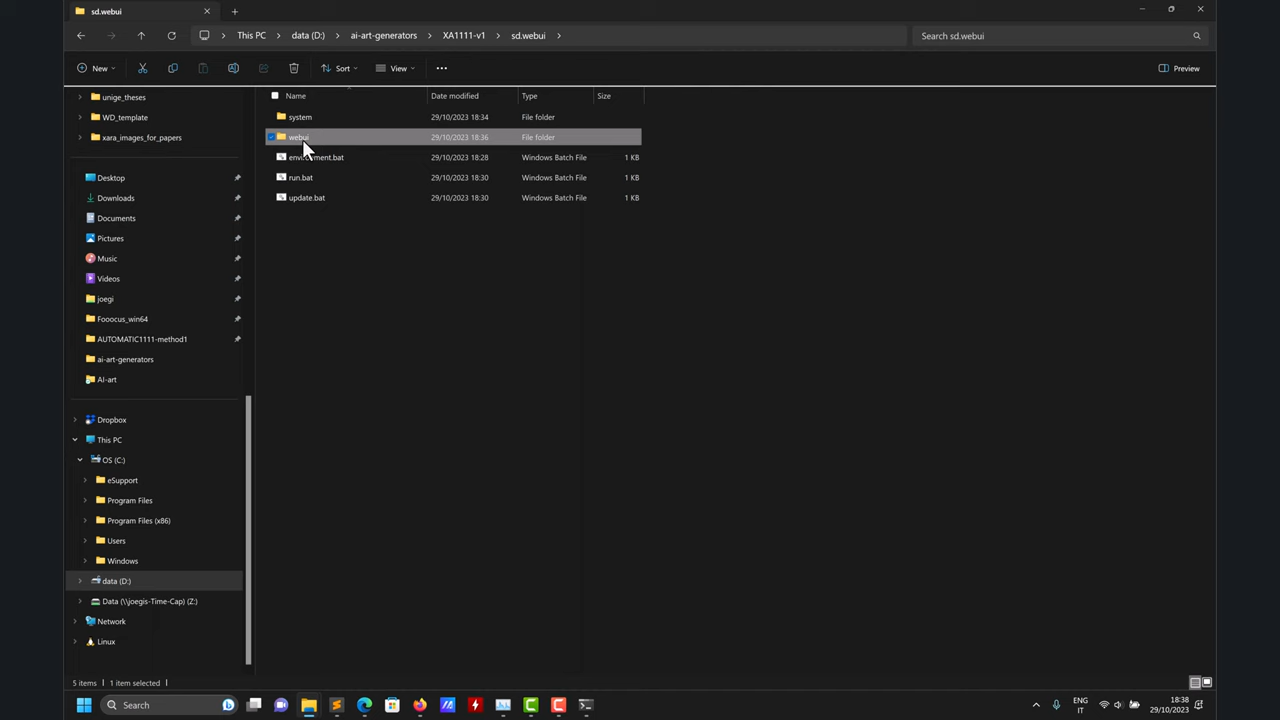 sd.webui
This PC
data (D:)
ai-art-generators
XA1111-v1
sd.webui
Search sd.webui
New
Sort
View
Preview
Name
Date modified
Type
Size
unige_theses
WD_template
xara_images_for_papers
Desktop
Downloads
Documents
Pictures
Music
Videos
joegi
Fooocus_win64
AUTOMATIC1111-method1
ai-art-generators
AI-art
Dropbox
This PC
OS (C:)
eSupport
Program Files
Program Files (x86)
Users
Windows
data (D:)
Data (\\joegis-Time-Cap) (Z:)
Network
Linux
system 29/10/2023 18:34 File folder
webui 29/10/2023 18:36 File folder
environment.bat 29/10/2023 18:28 Windows Batch File 1 KB
run.bat 29/10/2023 18:30 Windows Batch File 1 KB
update.bat 29/10/2023 18:30 Windows Batch File 1 KB
5 items
1 item selected
Search
ENG
IT
18:38
29/10/2023